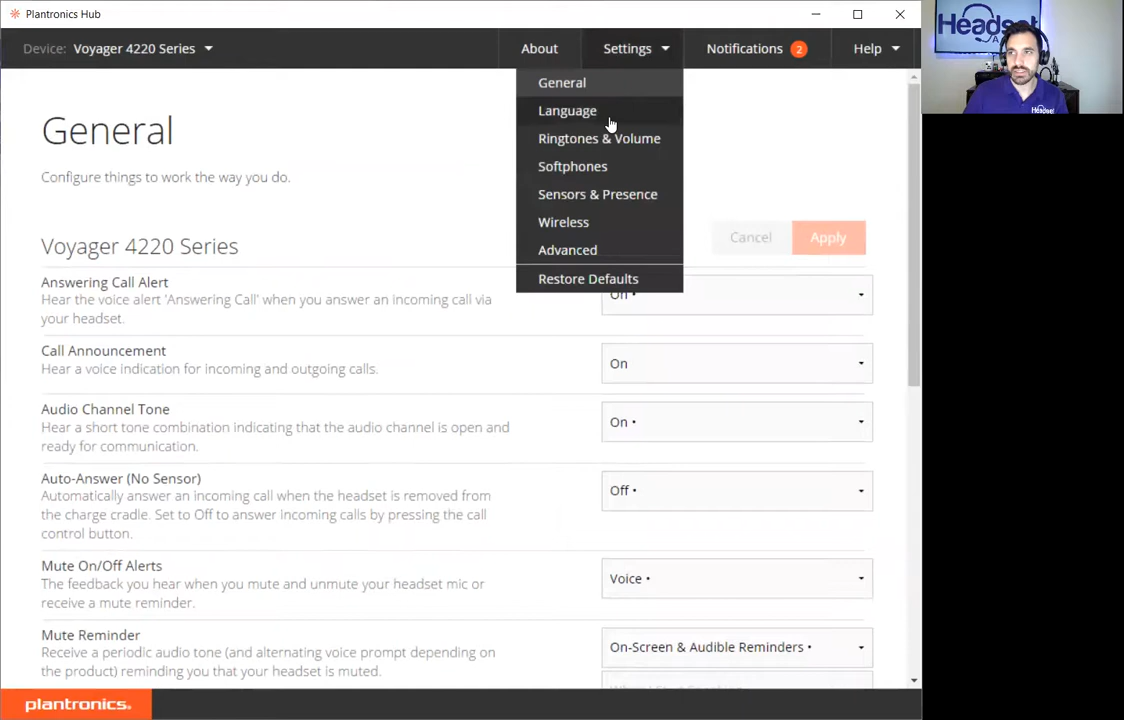 Plantronics Hub
Device: Voyager 4220 Series
About
Settings
Notifications 2
Help
General
Language
Ringtones & Volume
Softphones
Sensors & Presence
Wireless
Advanced
Restore Defaults
General
Configure things to work the way you do.
Voyager 4220 Series
Cancel
Apply
Answering Call Alert
Hear the voice alert 'Answering Call' when you answer an incoming call via
your headset.
On •
Call Announcement
Hear a voice indication for incoming and outgoing calls.
On
Audio Channel Tone
Hear a short tone combination indicating that the audio channel is open and
ready for communication.
On •
Auto-Answer (No Sensor)
Automatically answer an incoming call when the headset is removed from
the charge cradle. Set to Off to answer incoming calls by pressing the call
control button.
Off •
Mute On/Off Alerts
The feedback you hear when you mute and unmute your headset mic or
receive a mute reminder.
Voice •
Mute Reminder
Receive a periodic audio tone (and alternating voice prompt depending on
the product) reminding you that your headset is muted.
On-Screen & Audible Reminders •
plantronics.
Headset
Headset